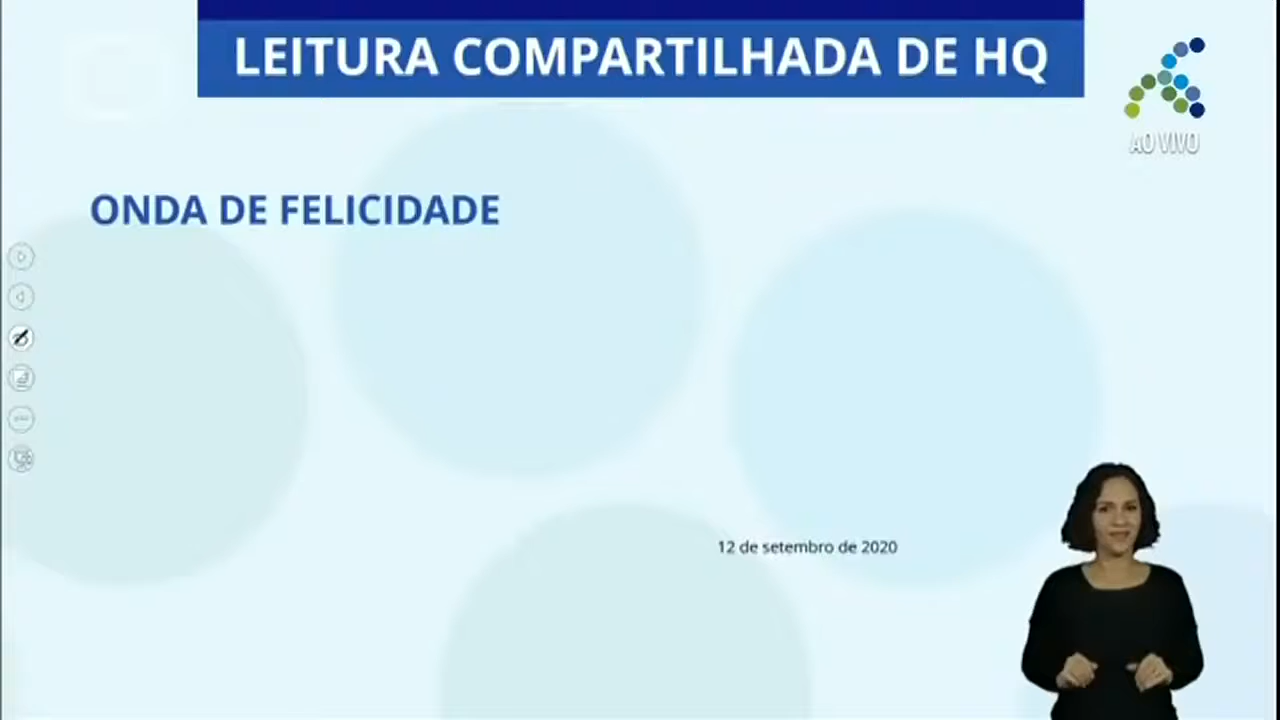 LEITURA COMPARTILHADA DE HQ
AO VIVO
ONDA DE FELICIDADE
12 de setembro de 2020